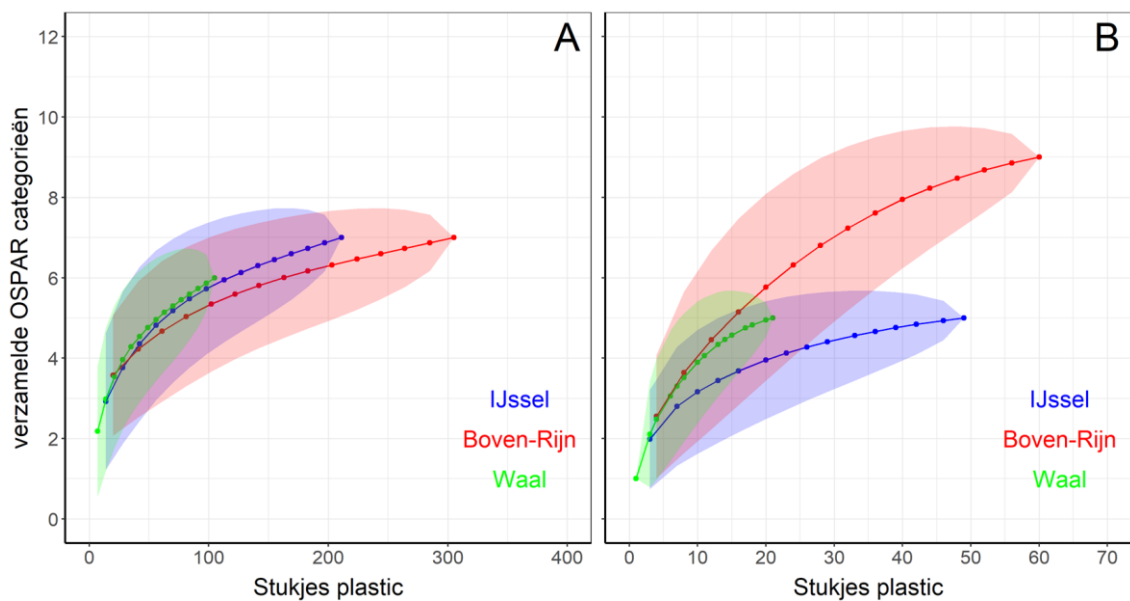 A
B
verzamelde OSPAR categorieën
12
10
8
6
4
2
0
IJssel
Boven-Rijn
Waal
IJssel
Boven-Rijn
Waal
0 100 200 300 400
0 10 20 30 40 50 60 70
Stukjes plastic
Stukjes plastic